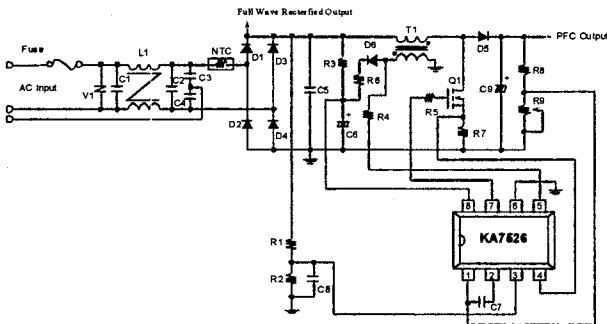 Full Wave Recterfied Output
T1
NTC
D6
D5
PFC Output
Fuse
L1
D1
D3
R3
R6
R8
C1
C3
Q1
AC Input
V1
C2
C5
C9
R9
C4
R4
R5
D2
D4
C6
R7
8
7
6
5
KA7526
R1
R2
C8
1
2
3
4
C7